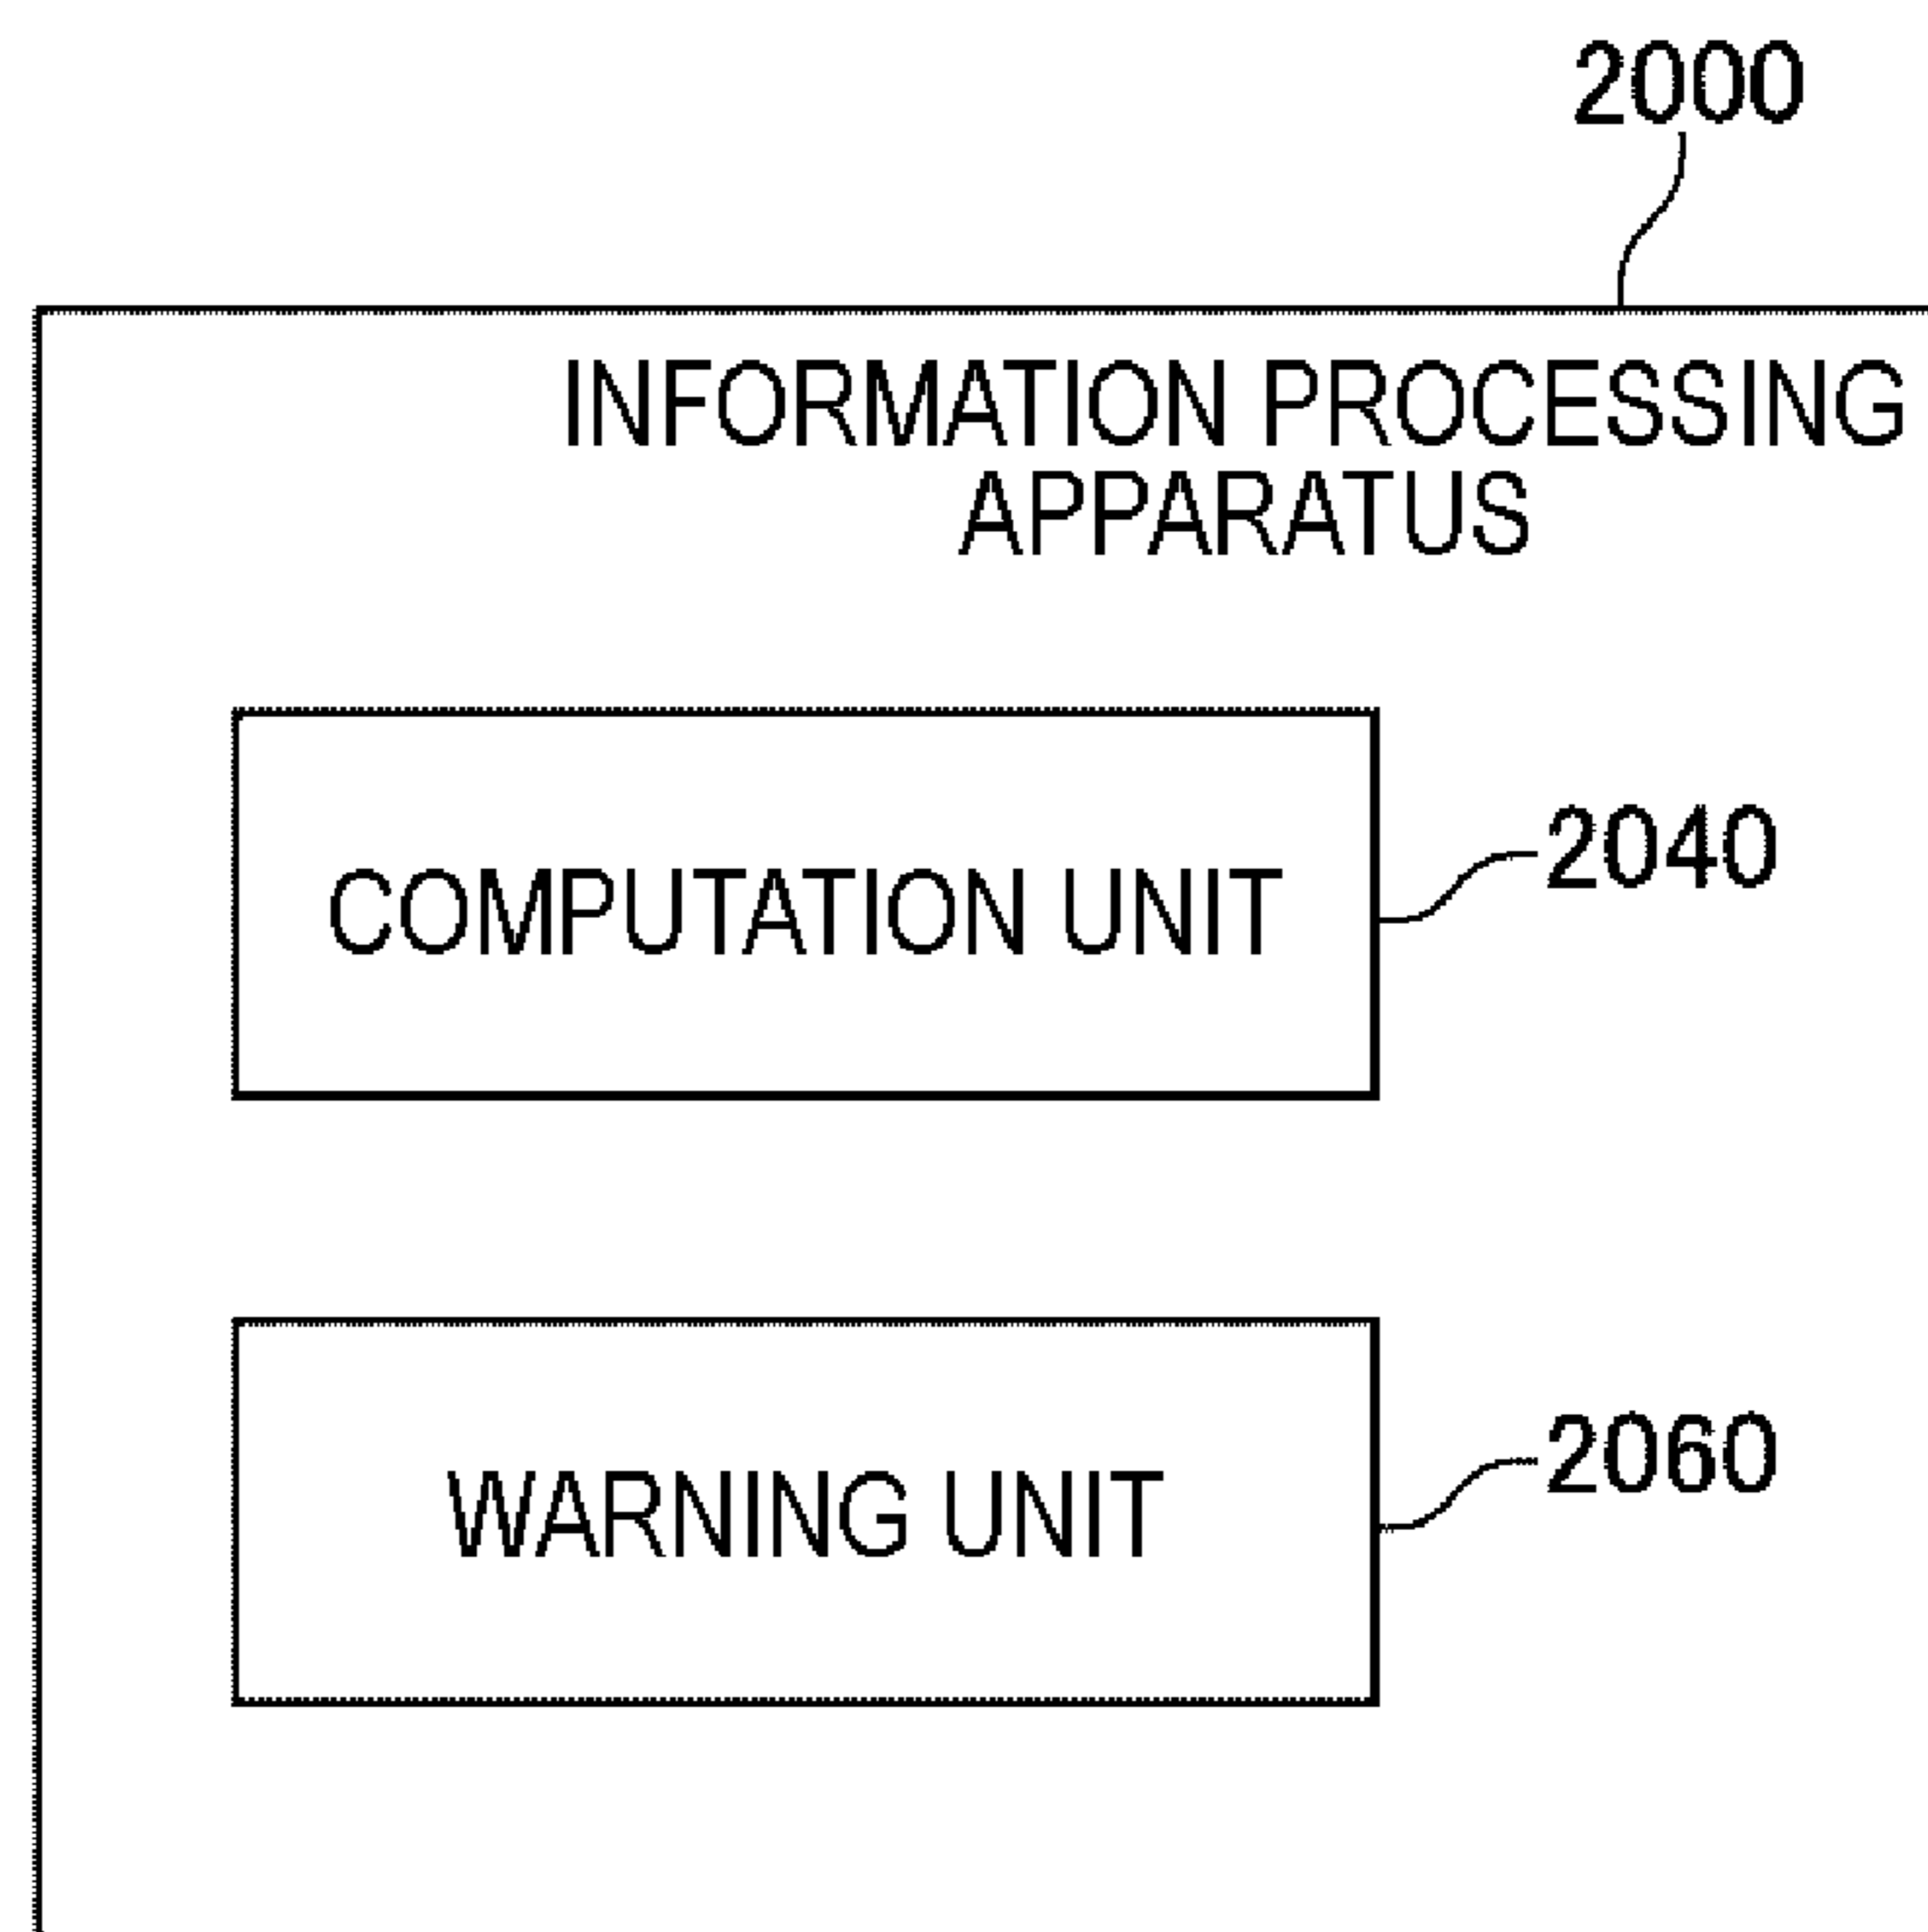 2000
INFORMATION PROCESSING
APPARATUS
COMPUTATION UNIT
2040
WARNING UNIT
2060